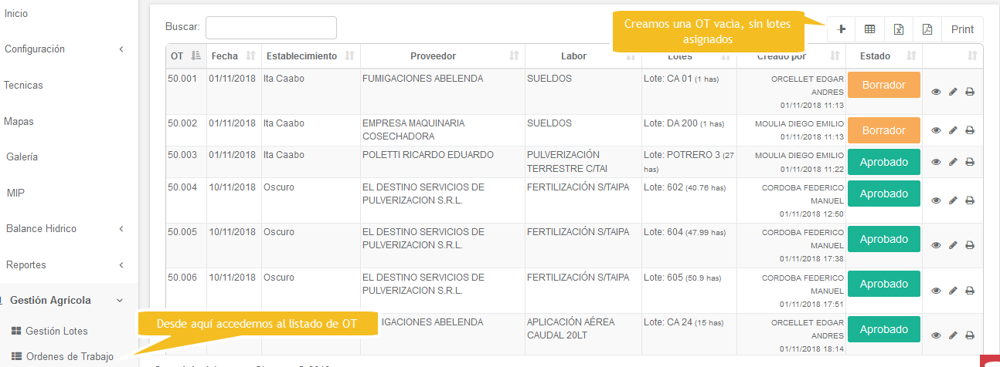 Inicio
Configuración
Tecnicas
Mapas
Galería
MIP
Balance Hidrico
Reportes
Gestión Agrícola
Gestión Lotes
Ordenes de Trabajo
Desde aquí accedemos al listado de OT
Creamos una OT vacia, sin lotes
asignados
Buscar:
Print
OT Fecha Establecimiento Proveedor Labor Lotes Creado por Estado
50.001 01/11/2018 Ita Caabo FUMIGACIONES ABELENDA SUELDOS Lote: CA 01 (1 has) ORCELLET EDGAR Borrador
ANDRES
01/11/2018 11:13
50.002 01/11/2018 Ita Caabo EMPRESA MAQUINARIA SUELDOS Lote: DA 200 (1 has) MOULIA DIEGO EMILIO Borrador
COSECHADORA 01/11/2018 11:13
50.003 01/11/2018 Ita Caabo POLETTI RICARDO EDUARDO PULVERIZACIÓN Lote: POTRERO 3 (27 MOULIA DIEGO EMILIO Aprobado
TERRESTRE C/TAI has) 01/11/2018 11:22
50.004 10/11/2018 Oscuro EL DESTINO SERVICIOS DE FERTILIZACIÓN S/TAIPA Lote: 602 (40.76 has) CORDOBA FEDERICO Aprobado
PULVERIZACION S.R.L. MANUEL
01/11/2018 12:50
50.005 10/11/2018 Oscuro EL DESTINO SERVICIOS DE FERTILIZACIÓN S/TAIPA Lote: 604 (47.99 has) CORDOBA FEDERICO Aprobado
PULVERIZACION S.R.L. MANUEL
01/11/2018 17:38
50.006 10/11/2018 Oscuro EL DESTINO SERVICIOS DE FERTILIZACIÓN S/TAIPA Lote: 605 (50.9 has) CORDOBA FEDERICO Aprobado
PULVERIZACION S.R.L. MANUEL
01/11/2018 17:51
IGACIONES ABELENDA APLICACIÓN AÉREA Lote: CA 24 (15 has) ORCELLET EDGAR Aprobado
CAUDAL 20LT ANDRES
01/11/2018 18:14